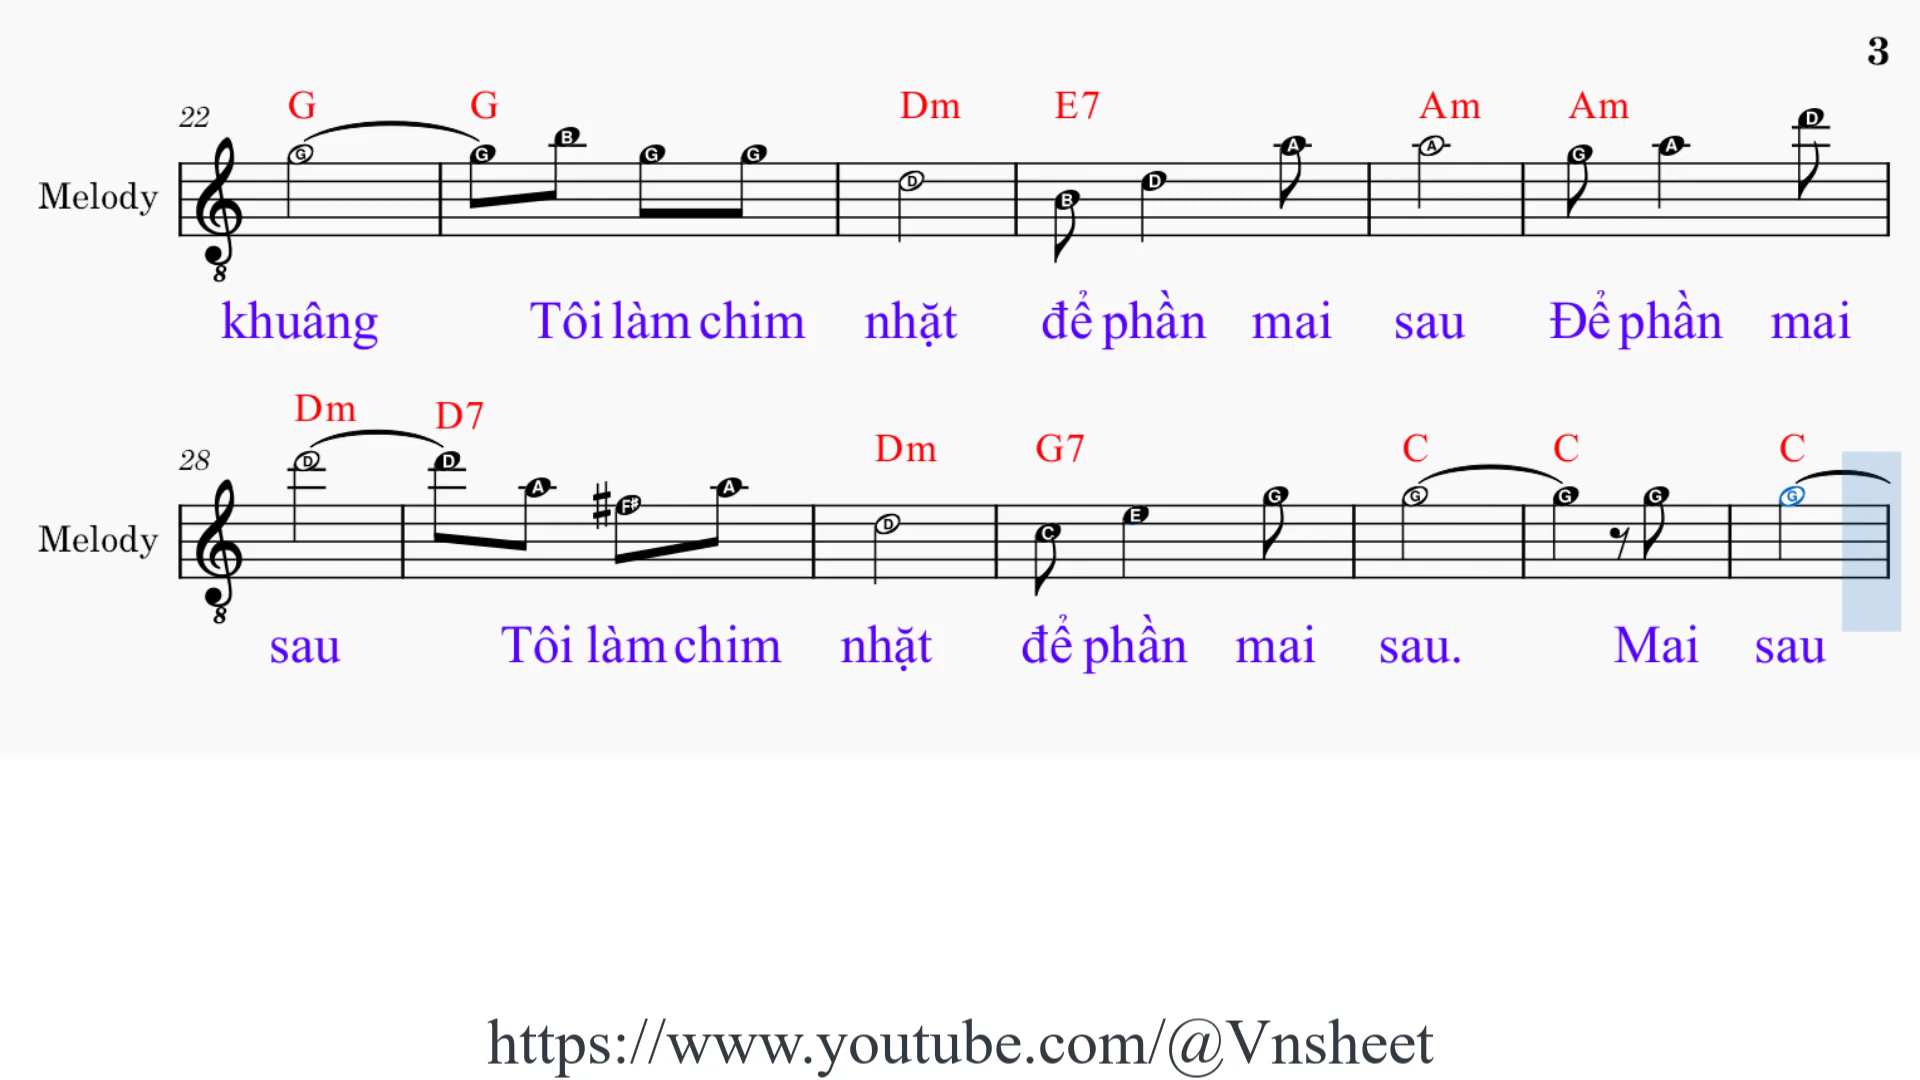 3
22 G G Dm E7 Am Am
G G B G G D B D A A G A D
Melody
8
khuâng Tôi làm chim nhặt để phần mai sau Để phần mai
Dm D7 Dm G7 C C C
28
D D A F# A D C E G G G G G
Melody
8
sau Tôi làm chim nhặt để phần mai sau. Mai sau
https://www.youtube.com/@Vnsheet